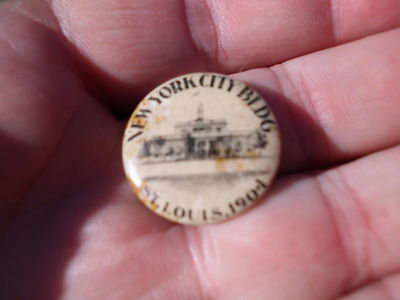 NEW YORK CITY BLDG.
ST. LOUIS, 1904